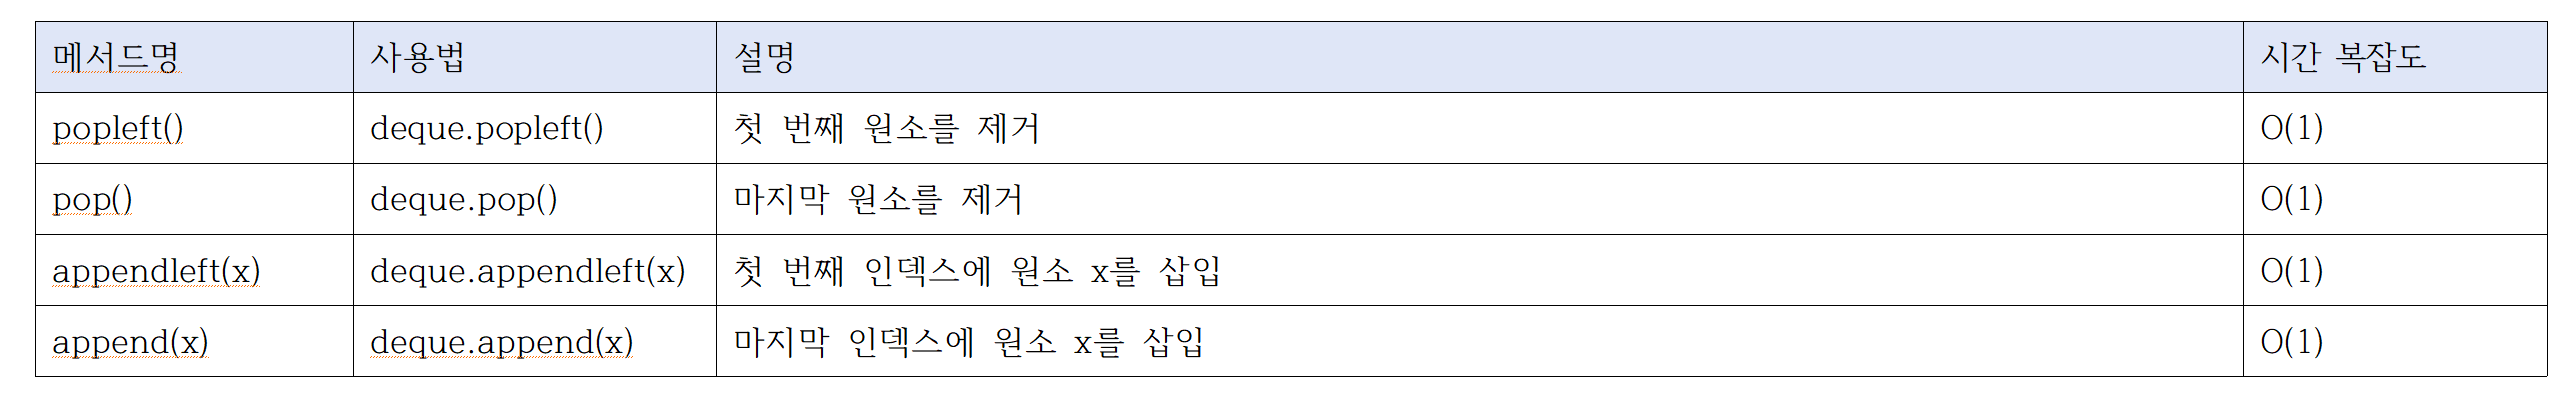 메서드명 사용법 설명 시간 복잡도
popleft() deque.popleft() 첫 번째 원소를 제거 O(1)
pop() deque.pop() 마지막 원소를 제거 O(1)
appendleft(x) deque.appendleft(x) 첫 번째 인덱스에 원소 x를 삽입 O(1)
append(x) deque.append(x) 마지막 인덱스에 원소 x를 삽입 O(1)